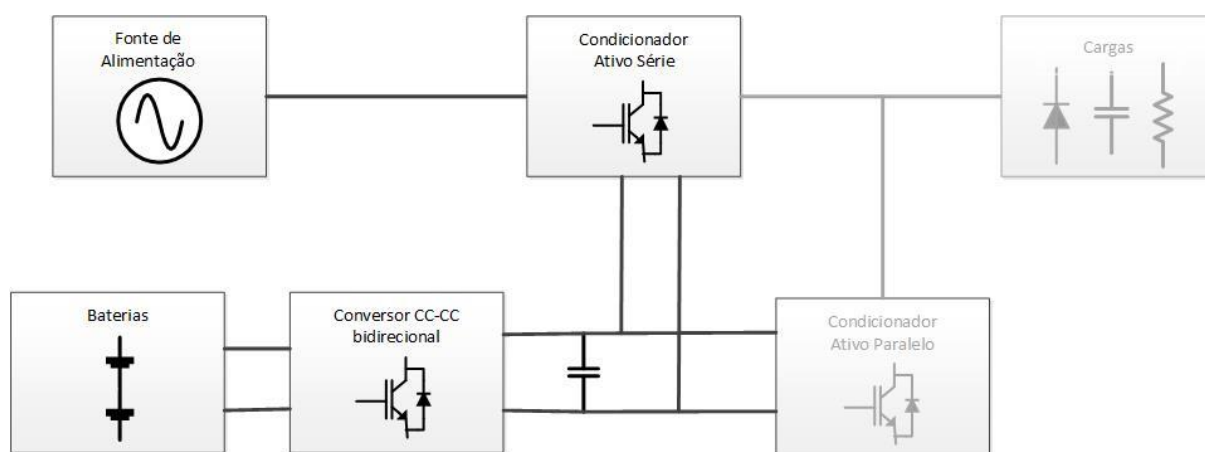 Fonte de
Alimentação
Condicionador
Ativo Série
Cargas
Baterias
Conversor CC-CC
bidirecional
Condicionador
Ativo Paralelo